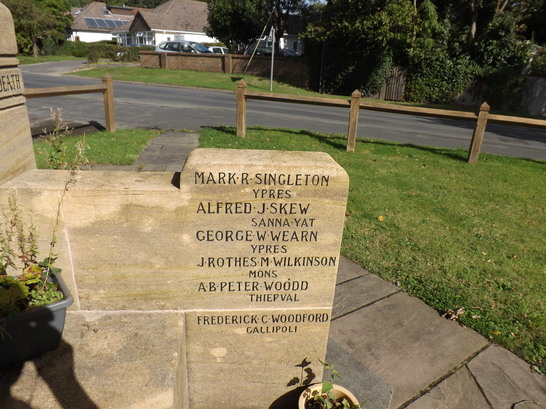 DEATH
MARK·R·SINGLETON
YPRES
ALFRED·J·SKEW
SANNA·YAT
GEORGE·W·WEARN
YPRES
J·ROTHES·M·WILKINSON
MONS
A·B·PETER·WOODD
THIEPVAL
FREDERICK·C·WOODFORD
GALLIPOLI